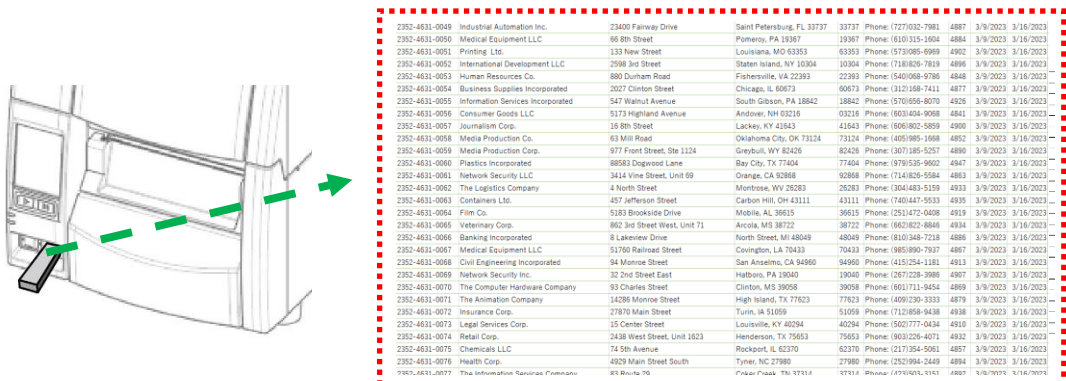 2352-4631-0049 Industrial Automation Inc. 23400 Fairway Drive Saint Petersburg, FL 33737 33737 Phone: (727)032-7981 4887 3/9/2023 3/16/2023
2352-4631-0050 Medical Equipment LLC 66 8th Street Pomeroy, PA 19367 19367 Phone: (610)315-1604 4884 3/9/2023 3/16/2023
2352-4631-0051 Printing Ltd. 133 New Street Louisiana, MO 63353 63353 Phone: (573)085-6969 4902 3/9/2023 3/16/2023
2352-4631-0052 International Development LLC 2598 3rd Street Staten Island, NY 10304 10304 Phone: (718)826-7819 4896 3/9/2023 3/16/2023
2352-4631-0053 Human Resources Co. 880 Durham Road Fishersville, VA 22393 22393 Phone: (540)068-9786 4848 3/9/2023 3/16/2023
2352-4631-0054 Business Supplies Incorporated 2027 Clinton Street Chicago, IL 60673 60673 Phone: (312)168-7411 4877 3/9/2023 3/16/2023
2352-4631-0055 Information Services Incorporated 547 Walnut Avenue South Gibson, PA 18842 18842 Phone: (570)656-8070 4926 3/9/2023 3/16/2023
2352-4631-0056 Consumer Goods LLC 5173 Highland Avenue Andover, NH 03216 03216 Phone: (603)404-9068 4841 3/9/2023 3/16/2023
2352-4631-0057 Journalism Corp. 16 8th Street Lackey, KY 41643 41643 Phone: (606)802-5859 4900 3/9/2023 3/16/2023
2352-4631-0058 Media Production Co. 63 Mill Road Oklahoma City, OK 73124 73124 Phone: (405)985-1668 4852 3/9/2023 3/16/2023
2352-4631-0059 Media Production Corp. 977 Front Street, Ste 1124 Greybull, WY 82426 82426 Phone: (307)185-5257 4890 3/9/2023 3/16/2023
2352-4631-0060 Plastics Incorporated 88583 Dogwood Lane Bay City, TX 77404 77404 Phone: (979)535-9602 4947 3/9/2023 3/16/2023
2352-4631-0061 Network Security LLC 3414 Vine Street, Unit 69 Orange, CA 92868 92868 Phone: (714)826-5584 4863 3/9/2023 3/16/2023
2352-4631-0062 The Logistics Company 4 North Street Montrose, WV 26283 26283 Phone: (304)483-5159 4933 3/9/2023 3/16/2023
2352-4631-0063 Containers Ltd. 457 Jefferson Street Carbon Hill, OH 43111 43111 Phone: (740)447-5533 4935 3/9/2023 3/16/2023
2352-4631-0064 Film Co. 5183 Brookside Drive Mobile, AL 36615 36615 Phone: (251)472-0408 4919 3/9/2023 3/16/2023
2352-4631-0065 Veterinary Corp. 862 3rd Street West, Unit 71 Arcola, MS 38722 38722 Phone: (662)822-8846 4934 3/9/2023 3/16/2023
2352-4631-0066 Banking Incorporated 8 Lakeview Drive North Street, MI 48049 48049 Phone: (810)348-7218 4886 3/9/2023 3/16/2023
2352-4631-0067 Medical Equipment LLC 51760 Railroad Street Covington, LA 70433 70433 Phone: (985)890-7937 4867 3/9/2023 3/16/2023
2352-4631-0068 Civil Engineering Incorporated 94 Monroe Street San Anselmo, CA 94960 94960 Phone: (415)254-1181 4913 3/9/2023 3/16/2023
2352-4631-0069 Network Security Inc. 32 2nd Street East Hatboro, PA 19040 19040 Phone: (267)228-3986 4907 3/9/2023 3/16/2023
2352-4631-0070 The Computer Hardware Company 93 Charles Street Clinton, MS 39058 39058 Phone: (601)711-9454 4869 3/9/2023 3/16/2023
2352-4631-0071 The Animation Company 14286 Monroe Street High Island, TX 77623 77623 Phone: (409)230-3333 4879 3/9/2023 3/16/2023
2352-4631-0072 Insurance Corp. 27870 Main Street Turin, IA 51059 51059 Phone: (712)858-9438 4938 3/9/2023 3/16/2023
2352-4631-0073 Legal Services Corp. 15 Center Street Louisville, KY 40294 40294 Phone: (502)777-0434 4910 3/9/2023 3/16/2023
2352-4631-0074 Retail Corp. 2438 West Street, Unit 1623 Henderson, TX 75653 75653 Phone: (903)226-4071 4932 3/9/2023 3/16/2023
2352-4631-0075 Chemicals LLC 74 5th Avenue Rockport, IL 62370 62370 Phone: (217)354-5061 4857 3/9/2023 3/16/2023
2352-4631-0076 Health Corp. 4929 Main Street South Tyner, NC 27980 27980 Phone: (252)994-2449 4894 3/9/2023 3/16/2023
2352-4631-0077 The Information Services Company 83 Route 29 Coker Creek, TN 37314 37314 Phone: (423)503-3151 4892 3/9/2023 3/16/2023